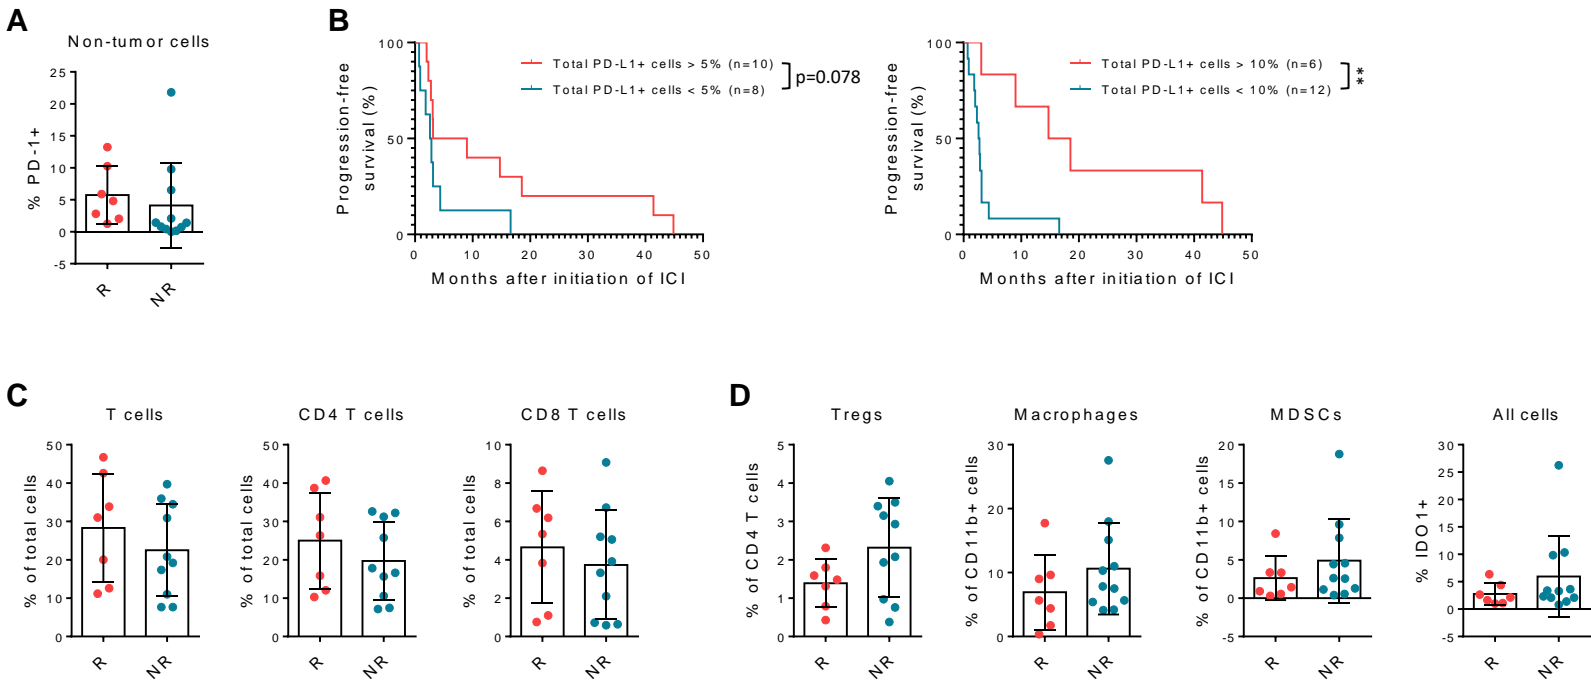 A
Non-tumor cells
% PD-1+
25
20
15
10
5
0
-5
R
NR
B
Progression-free
survival (%)
100
50
0
0 10 20 30 40 50
Months after initiation of ICI
Total PD-L1+ cells > 5% (n=10)
Total PD-L1+ cells < 5% (n=8)
p=0.078
Progression-free
survival (%)
100
50
0
0 10 20 30 40 50
Months after initiation of ICI
Total PD-L1+ cells > 10% (n=6)
Total PD-L1+ cells < 10% (n=12)
**
C
T cells
% of total cells
50
40
30
20
10
0
R
NR
CD4 T cells
% of total cells
50
40
30
20
10
0
R
NR
CD8 T cells
% of total cells
10
8
6
4
2
0
R
NR
D
Tregs
% of CD4 T cells
5
4
3
2
1
0
R
NR
Macrophages
% of CD11b+ cells
30
20
10
0
R
NR
MDSCs
% of CD11b+ cells
20
15
10
5
0
-5
R
NR
All cells
% IDO1+
30
25
20
15
10
5
0
-5
R
NR